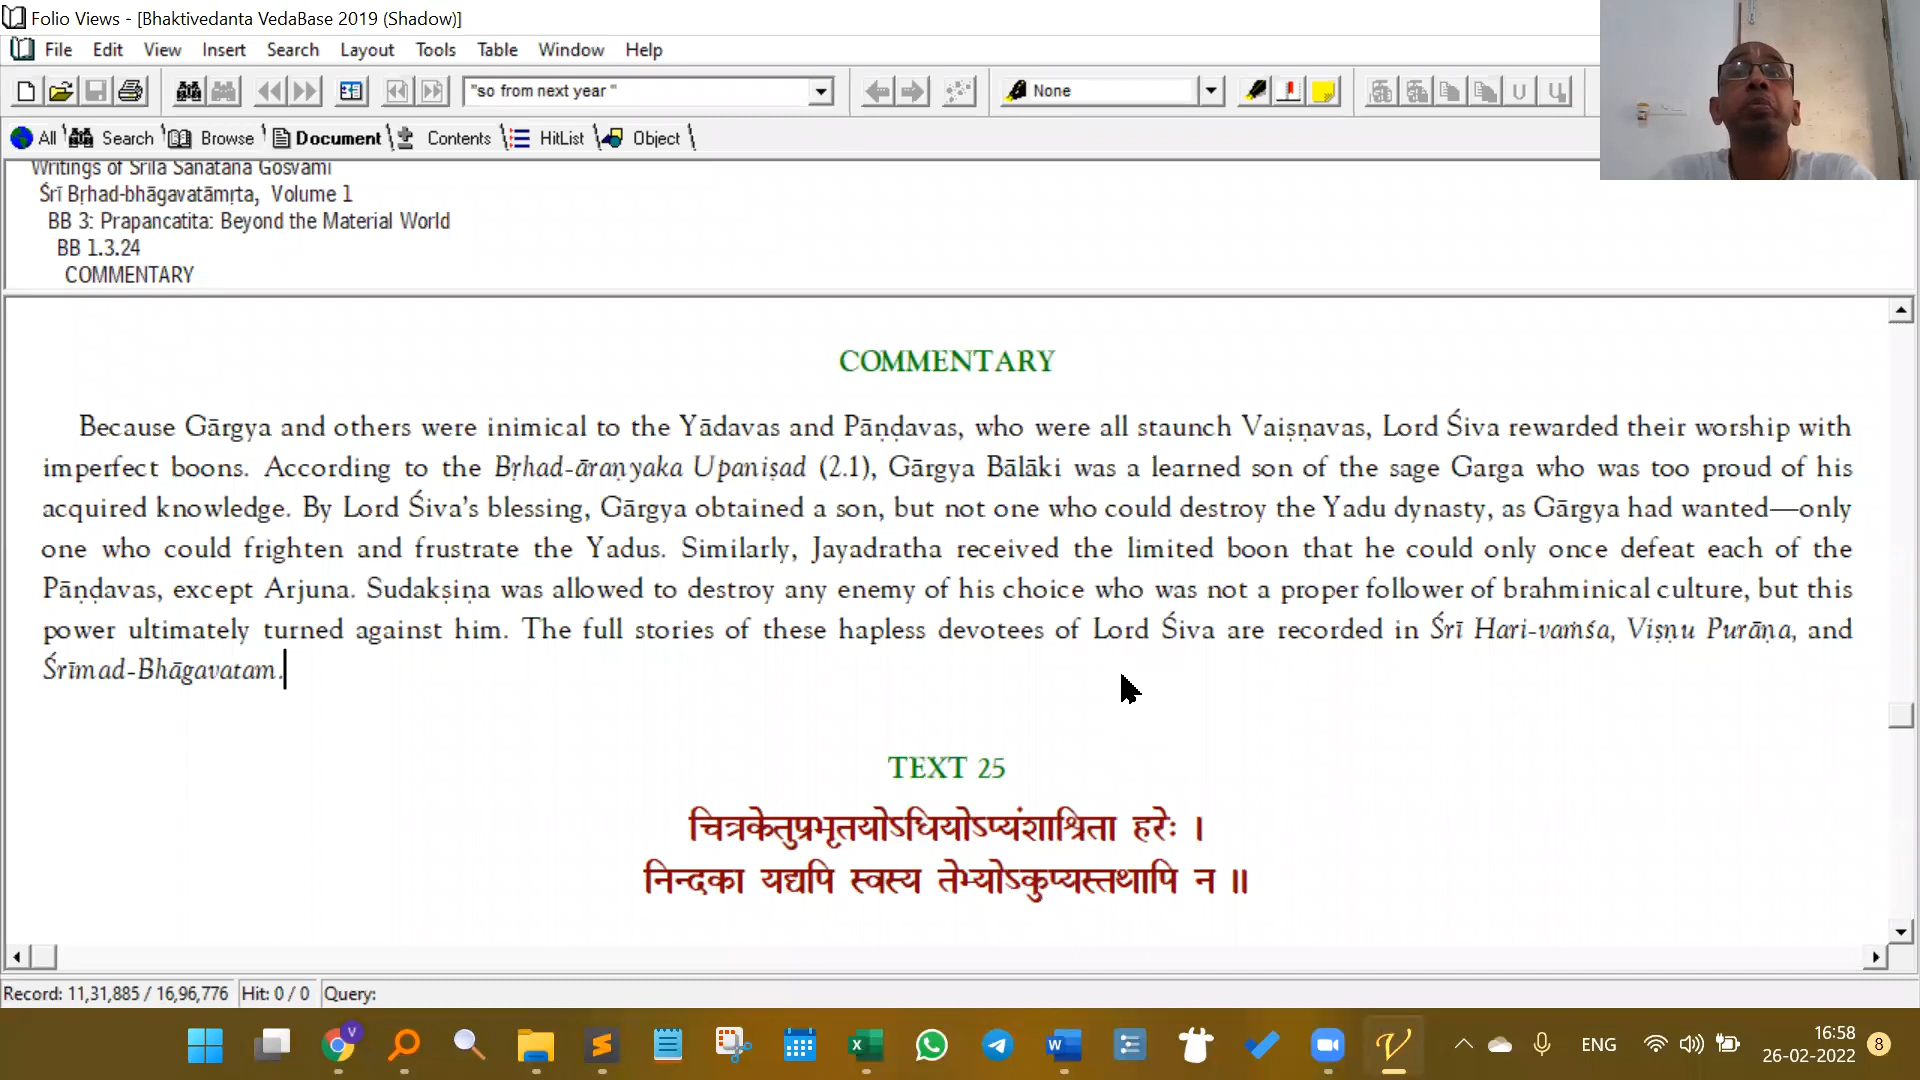 Folio Views - [Bhaktivedanta VedaBase 2019 (Shadow)]
File Edit View Insert Search Layout Tools Table Window Help
"so from next year "
None
All Search Browse Document Contents HitList Object
Writings of Srila Sanatana Gosvami
Śrī Bṛhad-bhāgavatāmṛta, Volume 1
BB 3: Prapancatita: Beyond the Material World
BB 1.3.24
COMMENTARY
COMMENTARY
Because Gārgya and others were inimical to the Yādavas and Pāṇḍavas, who were all staunch Vaiṣṇavas, Lord Śiva rewarded their worship with
imperfect boons. According to the Bṛhad-āraṇyaka Upaniṣad (2.1), Gārgya Bālāki was a learned son of the sage Garga who was too proud of his
acquired knowledge. By Lord Śiva's blessing, Gārgya obtained a son, but not one who could destroy the Yadu dynasty, as Gārgya had wanted—only
one who could frighten and frustrate the Yadus. Similarly, Jayadratha received the limited boon that he could only once defeat each of the
Pāṇḍavas, except Arjuna. Sudakṣiṇa was allowed to destroy any enemy of his choice who was not a proper follower of brahminical culture, but this
power ultimately turned against him. The full stories of these hapless devotees of Lord Śiva are recorded in Śrī Hari-vaṁśa, Viṣṇu Purāṇa, and
Śrīmad-Bhāgavatam.
TEXT 25
चित्रकेतुप्रभृतयोऽधियोऽप्यंशाश्रिता हरेः ।
निन्दका यद्यपि स्वस्य तेभ्योऽकुप्यस्तथापि न ॥
Record: 11,31,885 / 16,96,776 Hit: 0 / 0 Query:
ENG
16:58
26-02-2022
8